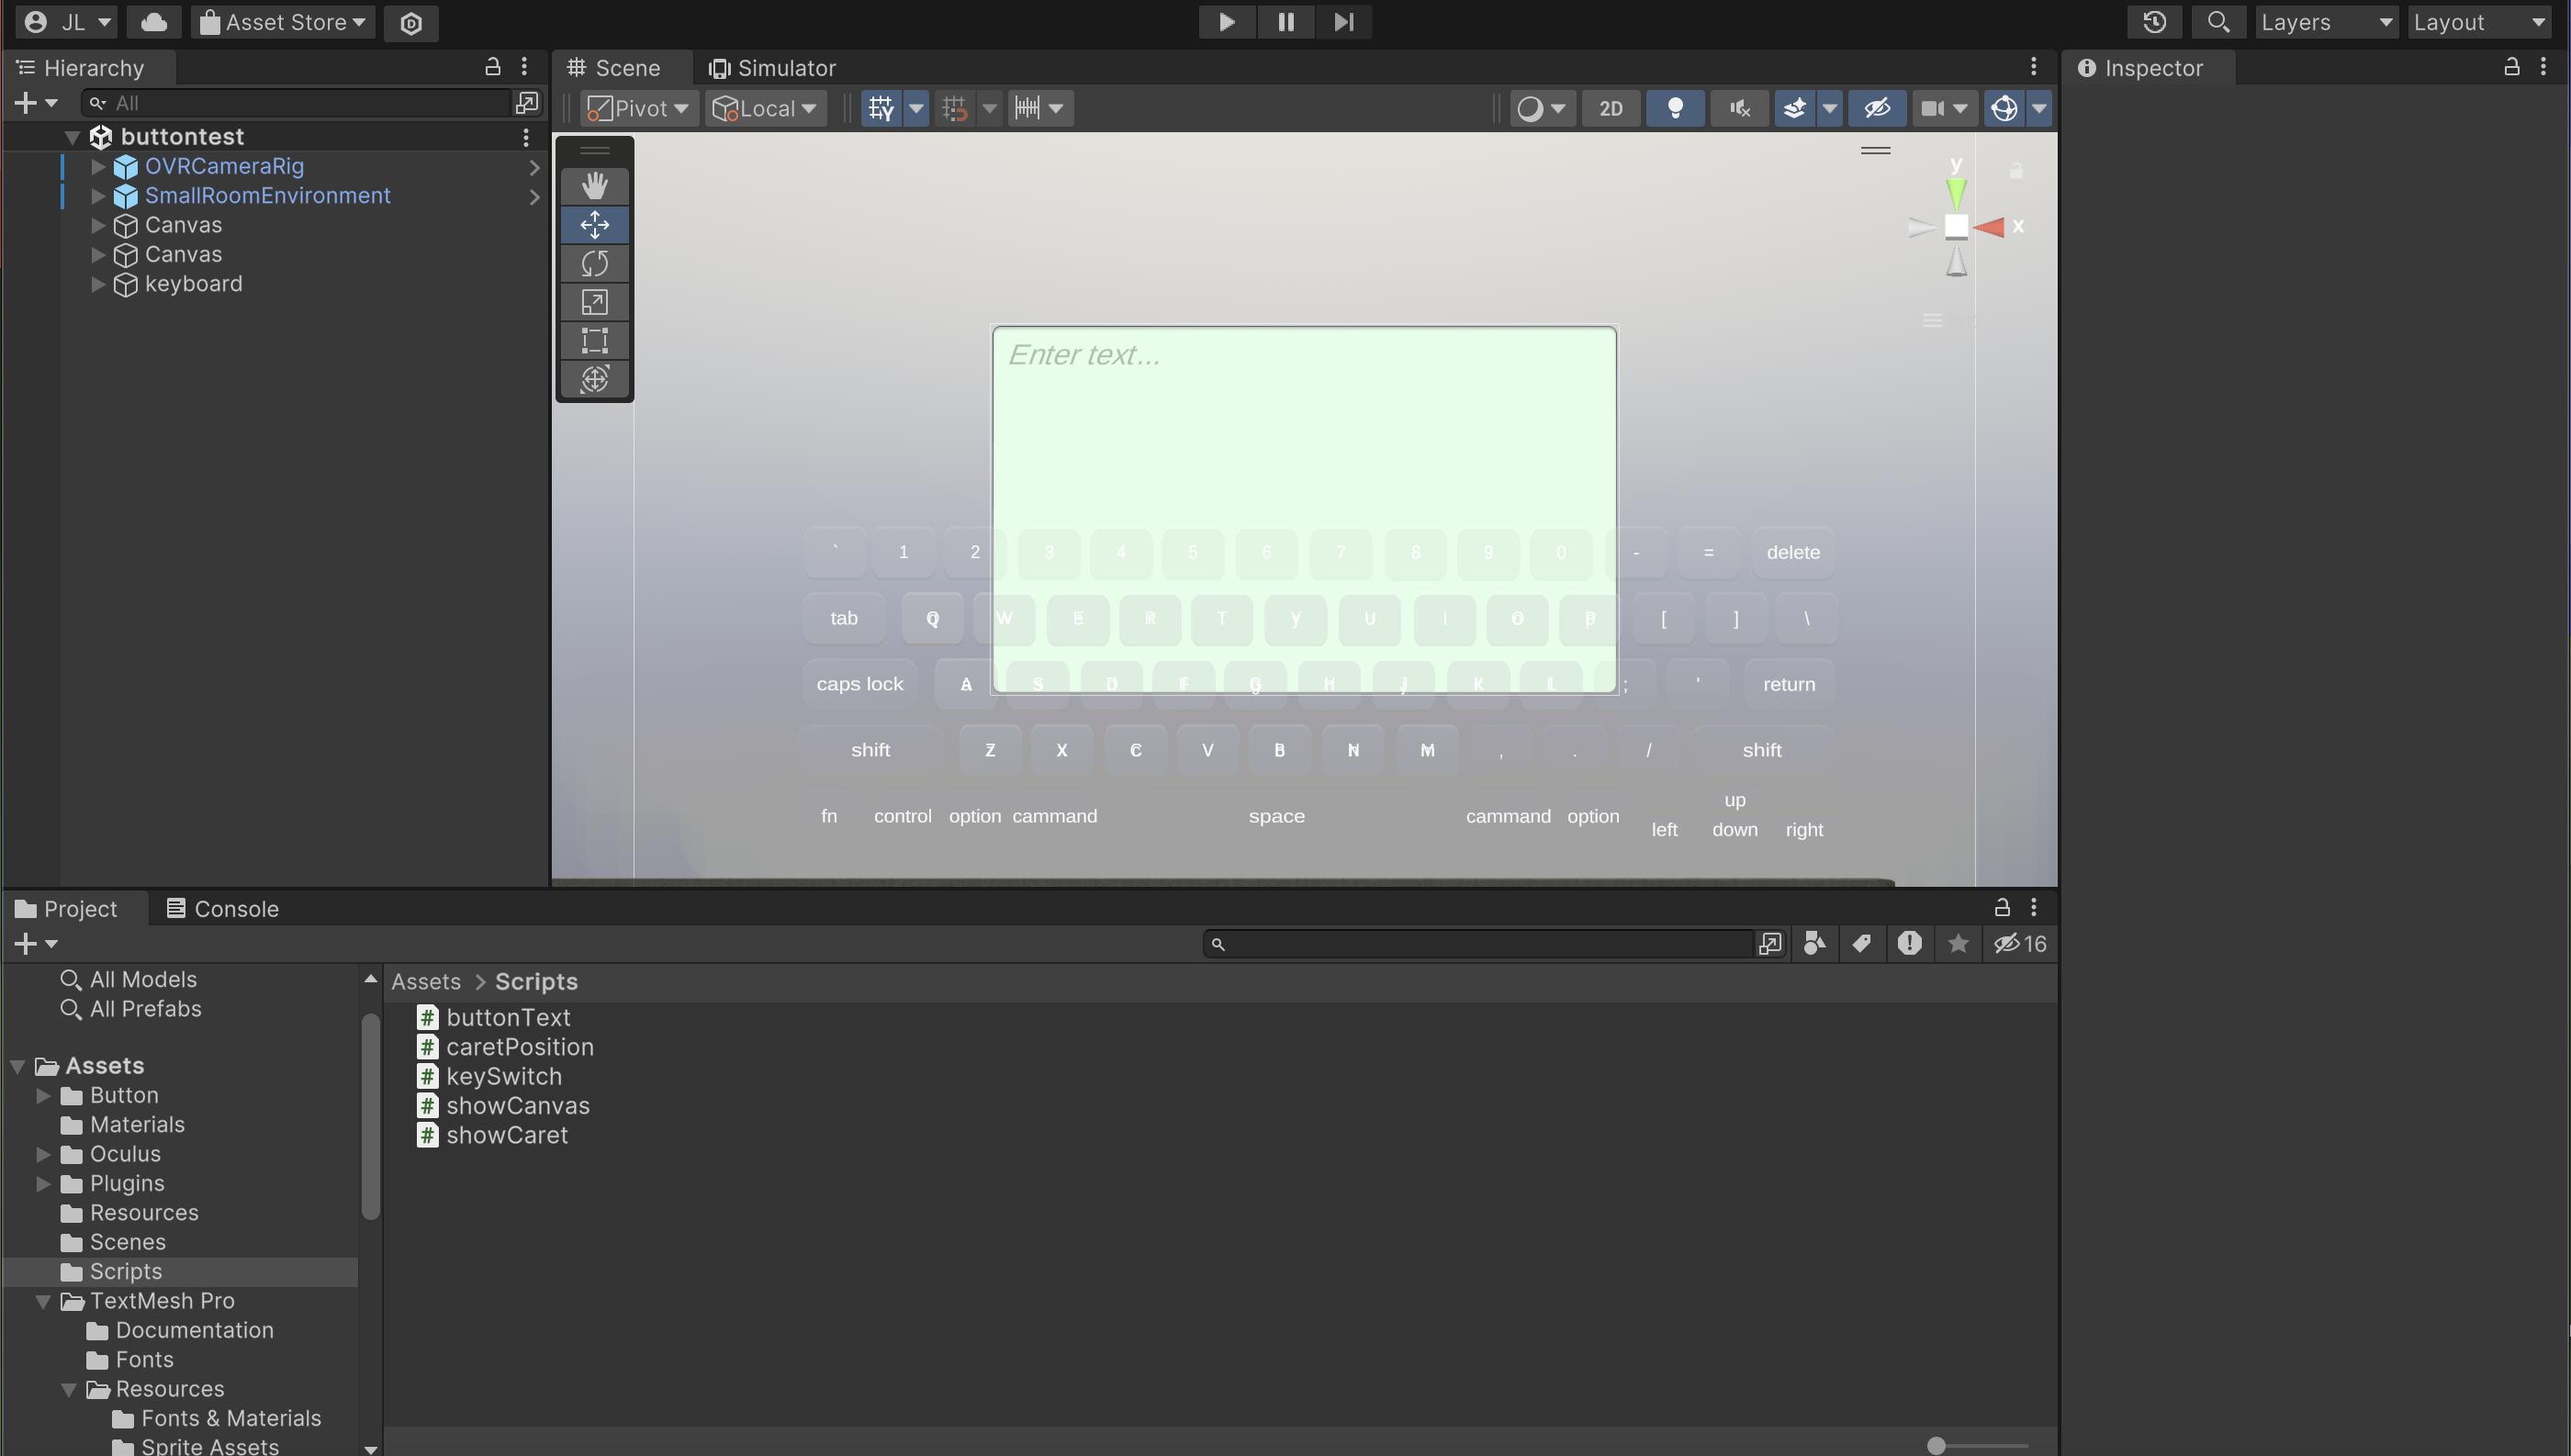 JL Asset Store Layers Layout
Hierarchy
Scene Simulator
Inspector
All
Pivot Local 2D
buttontest
OVRCameraRig
SmallRoomEnvironment
Canvas
Canvas
keyboard
y
x
Enter text...
` 1 2 3 4 5 6 7 8 9 0 - = delete
tab Q W E R T Y U I O P [ ] \
caps lock A S D F G H J K L ; ' return
shift Z X C V B N M , . / shift
fn control option cammand space cammand option left up down right
Project Console
16
All Models
All Prefabs
Assets
Button
Materials
Oculus
Plugins
Resources
Scenes
Scripts
TextMesh Pro
Documentation
Fonts
Resources
Fonts & Materials
Sprite Assets
Assets > Scripts
buttonText
caretPosition
keySwitch
showCanvas
showCaret